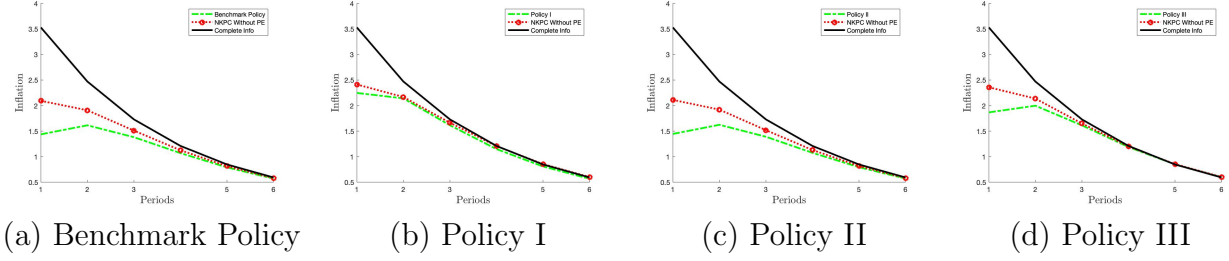 Benchmark Policy
NKPC Without PE
Complete Info
Inflation
4
3.5
3
2.5
2
1.5
1
0.5
1
2
3
4
5
6
Periods
(a) Benchmark Policy
Policy I
NKPC Without PE
Complete Info
Inflation
4
3.5
3
2.5
2
1.5
1
0.5
1
2
3
4
5
6
Periods
(b) Policy I
Policy II
NKPC Without PE
Complete Info
Inflation
4
3.5
3
2.5
2
1.5
1
0.5
1
2
3
4
5
6
Periods
(c) Policy II
Policy III
NKPC Without PE
Complete Info
Inflation
4
3.5
3
2.5
2
1.5
1
0.5
1
2
3
4
5
6
Periods
(d) Policy III